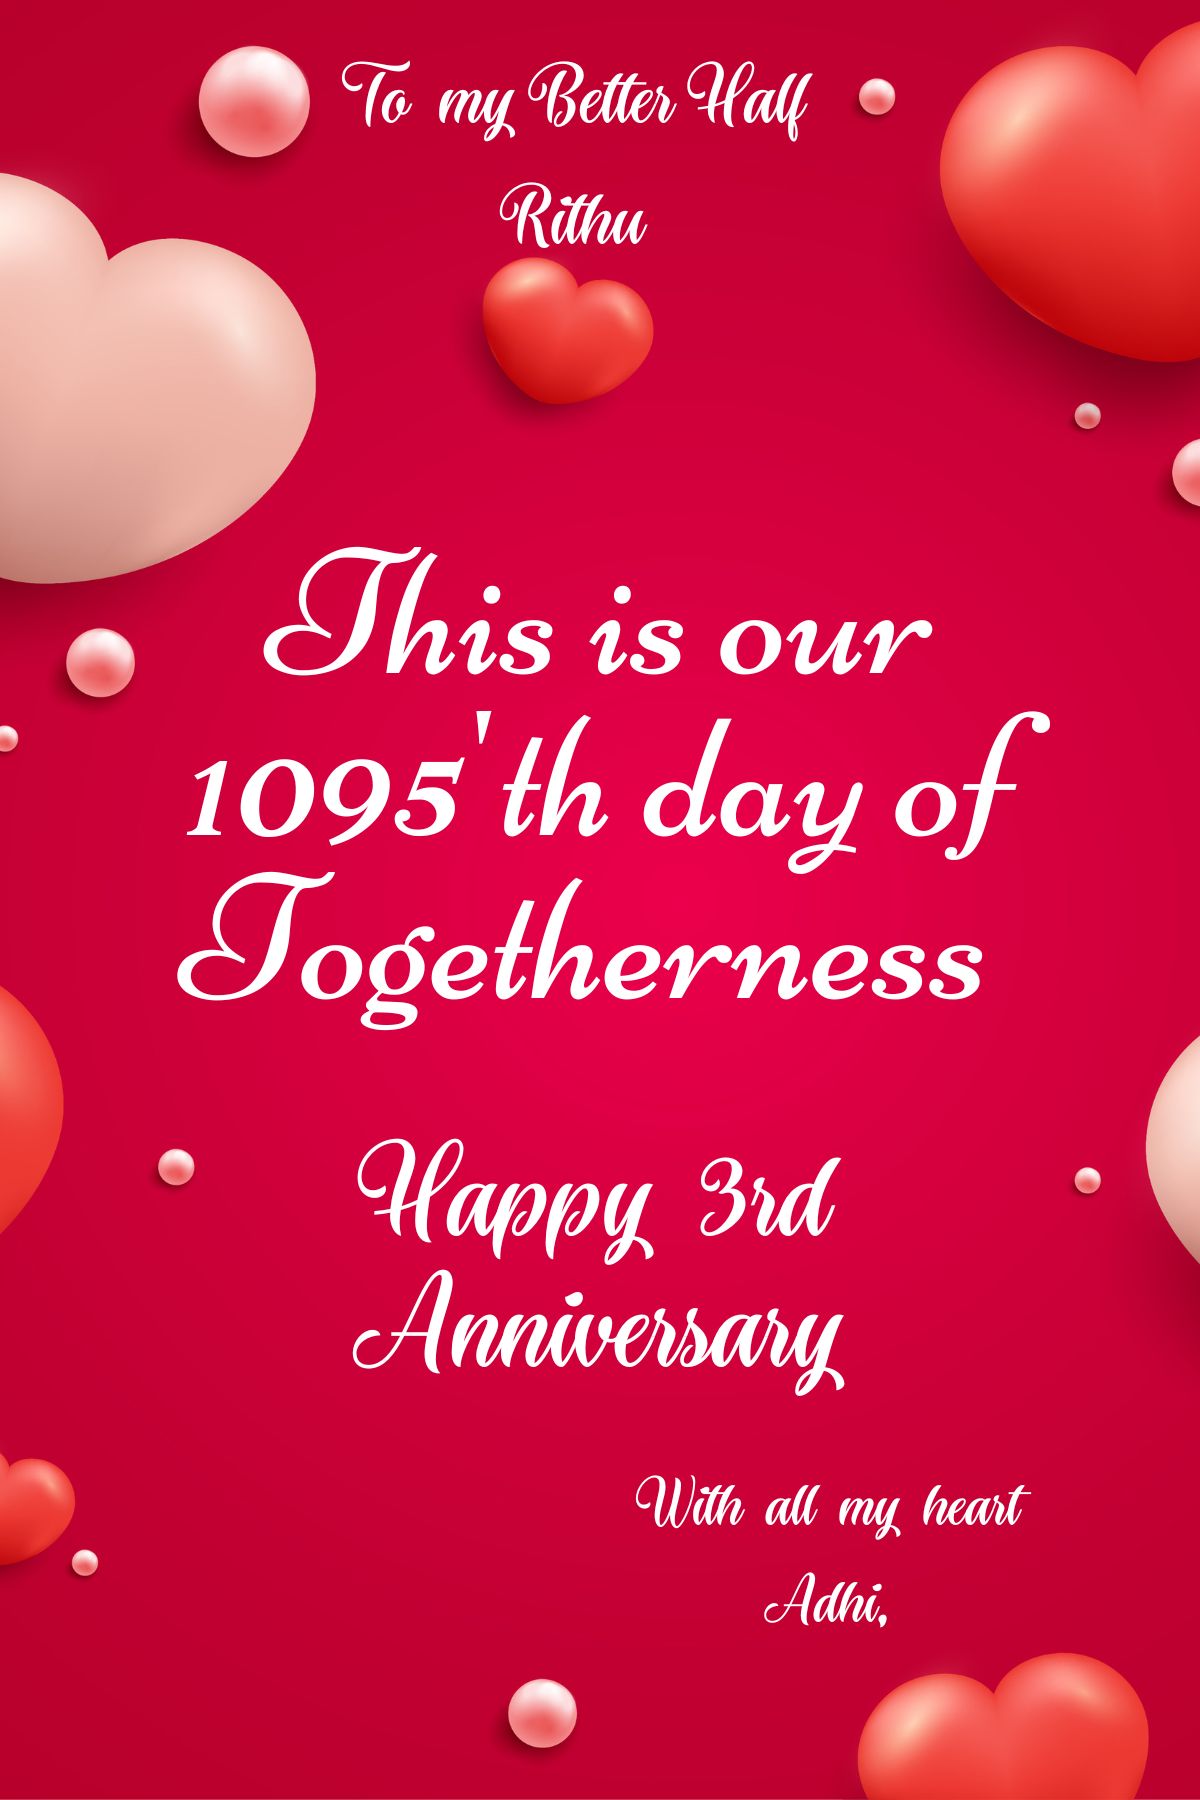 To my Better Half
Rithu
This is our
1095'th day of
Togetherness
Happy 3rd
Anniversary
With all my heart
Adhi,